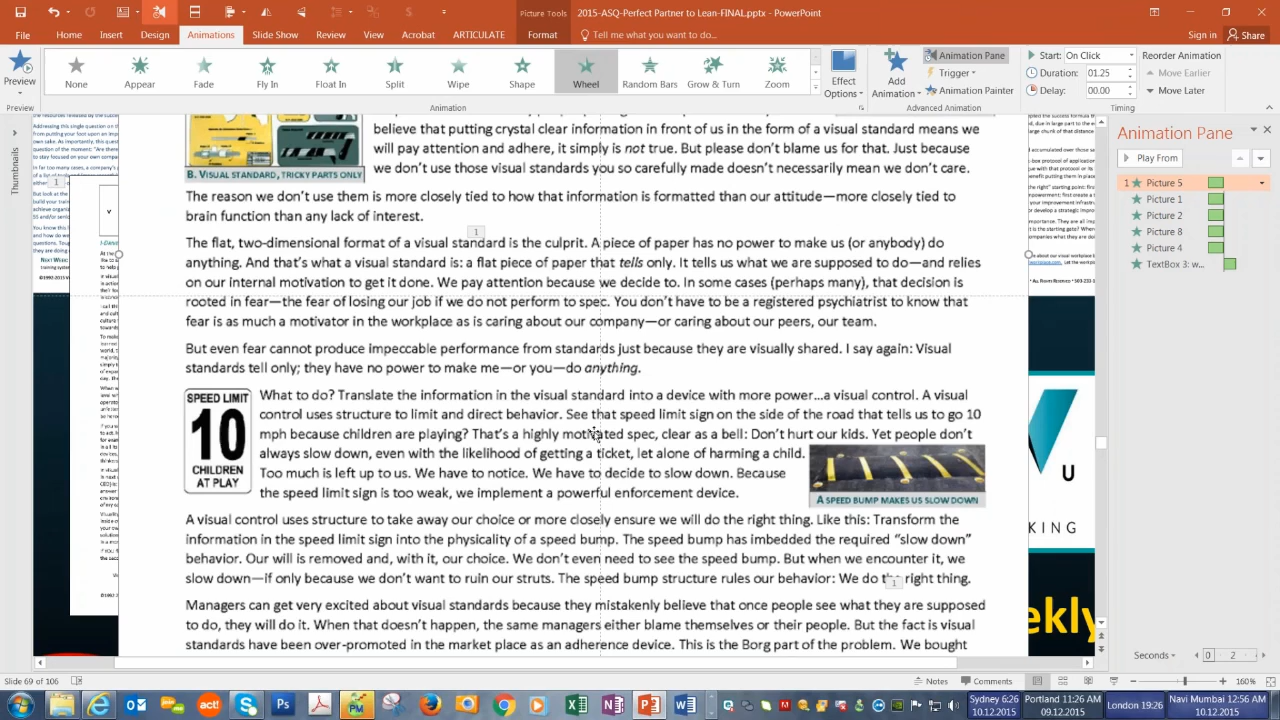 Picture Tools
2015-ASQ-Perfect Partner to Lean-FINAL.pptx - PowerPoint
File Home Insert Design Animations Slide Show Review View Acrobat ARTICULATE Format Tell me what you want to do...
Sign in Share
Preview
None Appear Fade Fly In Float In Split Wipe Shape Wheel Random Bars Grow & Turn Zoom
Effect Options
Add Animation
Animation Pane
Trigger
Animation Painter
Start: On Click
Duration: 01.25
Delay: 00.00
Reorder Animation
Move Earlier
Move Later
Preview Animation Advanced Animation Timing
Thumbnails
B. VISUAL STANDARD, TRICKY PARTS ONLY
will pay attention to it. Alas, it simply is not true. But please don't blame us for that. Just because
we don't use the visual standard you so carefully made doesn't necessarily mean we don't care.
The reason we don't use it is more closely tied to how the information is formatted than our attitude—more closely tied to
brain function than any desire or interest.
The flat, two-dimensional format of a visual standard is the culprit. A piece of paper has no power to make us (or anybody) do
anything. And that's what a visual standard is: a piece of paper. It tells us only. It tells us what we are supposed to do—and relies
on our internal motivation to get it done. We pay attention because we decide to. In some cases (perhaps many), that decision is
rooted in fear—the fear of losing our job if we do not perform to spec. You don't have to be a registered psychiatrist to know that
fear is as much a motivator in the workplace as is caring about our company—or caring about our peers, our team.
But even fear cannot produce impeccable performance from standards just because they are visually shared. I say again: Visual
standards tell only; they have no power to make me—or you—do anything.
SPEED LIMIT
10
CHILDREN
AT PLAY
What to do? Translate the information in the visual standard into a device with more power…a visual control. A visual
control uses structure to limit and direct behavior. See that speed limit sign on the side of the road that tells us to go 10
mph because children are playing? That's a highly motivated spec, clear as a bell: Don't hurt our kids. Yet people don't
always slow down, even with the likelihood of getting a ticket, let alone of harming a child.
Too much is left up to us. We have to notice. We have to decide to slow down. Because
the speed limit sign is too weak, we implement a powerful enforcement device.
A SPEED BUMP MAKES US SLOW DOWN
A visual control uses structure to take away our choice or more closely ensure we will do the right thing. Like this: Transform the
information in the speed limit sign into the physicality of a speed bump. The speed bump has imbedded the required "slow down"
behavior. Our will is removed and, with it, our choice. We don't even need to see the speed bump. But when we encounter it, we
slow down—if only because we don't want to ruin our struts. The speed bump structure rules our behavior: We do the right thing.
Managers can get very excited about visual standards because they mistakenly believe that once people see what they are supposed
to do, they will do it. When that doesn't happen, the same managers either blame themselves or their people. But the fact is visual
standards have been over-promoted in the market place as an adherence device. This is the Borg part of the problem. We bought
U
KING
ekly
Animation Pane
Play From
1 Picture 5
Picture 1
Picture 2
Picture 8
Picture 4
TextBox 3: w...
Seconds 0 2
Slide 69 of 106
Notes Comments 160%
Sydney 6:26
10.12.2015
Portland 11:26 AM
09.12.2015
London 19:26
Navi Mumbai 12:56 AM
10.12.2015